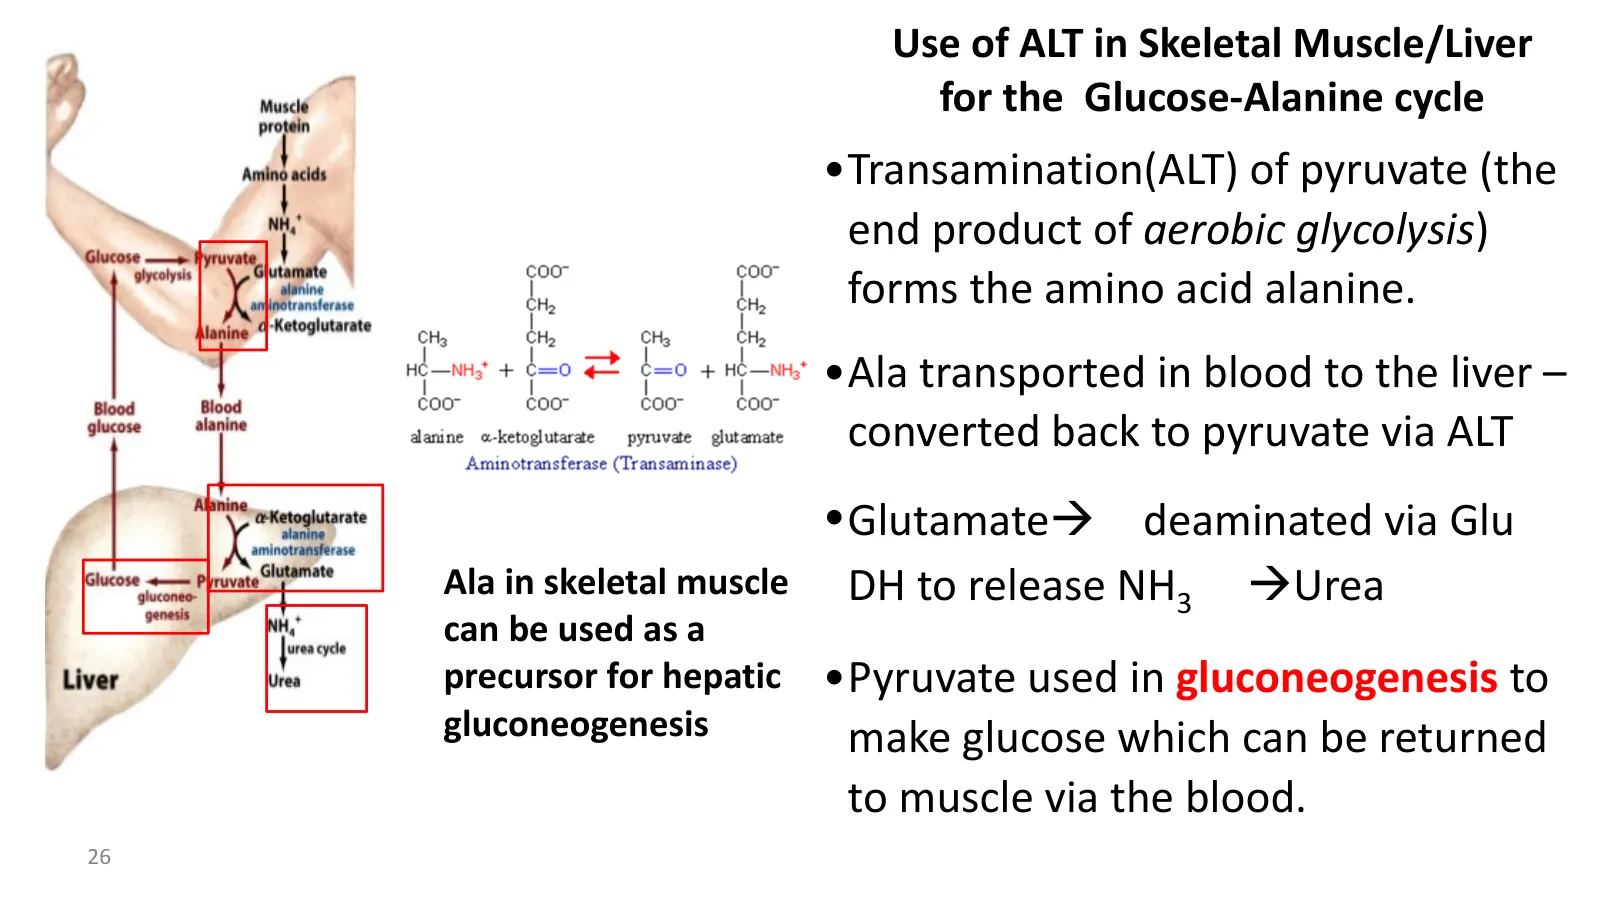 Use of ALT in Skeletal Muscle/Liver
for the  Glucose-Alanine cycle
•Transamination(ALT) of pyruvate (the
end product of aerobic glycolysis)
forms the amino acid alanine.
•Ala transported in blood to the liver –
converted back to pyruvate via ALT
•Glutamate→ deaminated via Glu
DH to release NH₃ →Urea
•Pyruvate used in gluconeogenesis to
make glucose which can be returned
to muscle via the blood.
Muscle
protein
Amino acids
NH₄⁺
Glucose
glycolysis
Pyruvate
Glutamate
alanine
aminotransferase
α-Ketoglutarate
Alanine
Blood
glucose
Blood
alanine
Alanine
α-Ketoglutarate
alanine
aminotransferase
Glutamate
Glucose
Pyruvate
gluconeo-
genesis
NH₄⁺
urea cycle
Urea
Liver
COO⁻ COO⁻
CH₂ CH₂
CH₃ CH₂ CH₃ CH₂
HC—NH₃⁺ + C=O ⇄ C=O + HC—NH₃⁺
COO⁻ COO⁻ COO⁻ COO⁻
alanine α-ketoglutarate pyruvate glutamate
Aminotransferase (Transaminase)
Ala in skeletal muscle
can be used as a
precursor for hepatic
gluconeogenesis
26